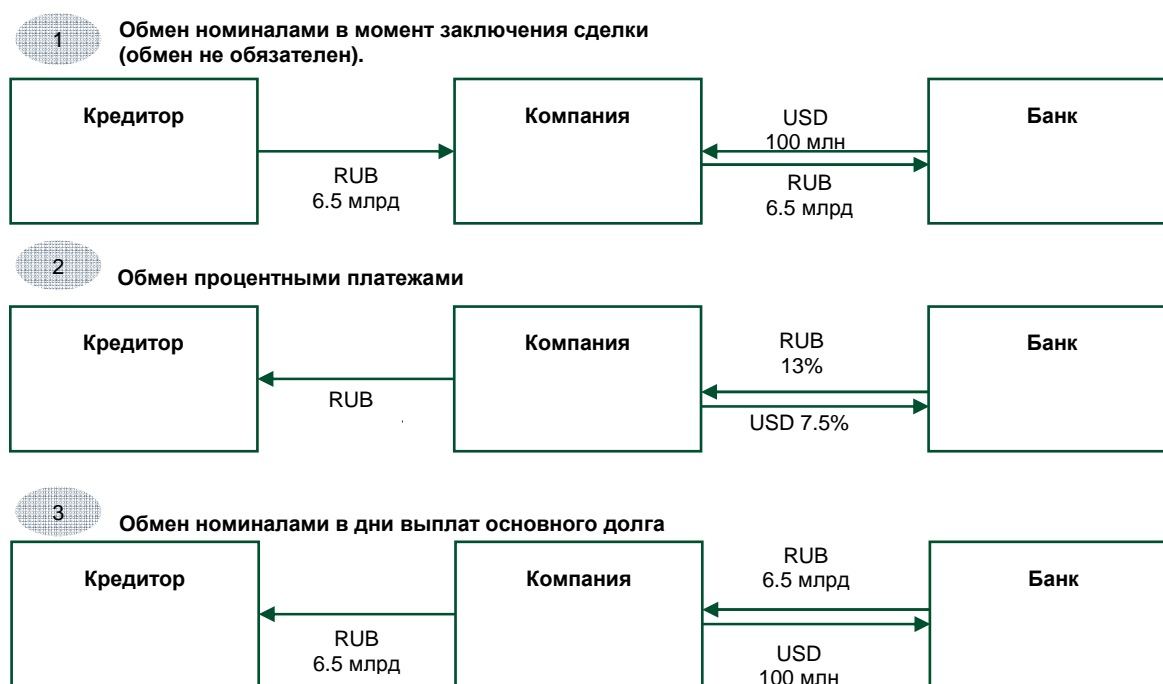 1
Обмен номиналами в момент заключения сделки
(обмен не обязателен).
Кредитор
RUB
6.5 млрд
Компания
USD
100 млн
RUB
6.5 млрд
Банк
2
Обмен процентными платежами
Кредитор
RUB
Компания
RUB
13%
USD 7.5%
Банк
3
Обмен номиналами в дни выплат основного долга
Кредитор
RUB
6.5 млрд
Компания
RUB
6.5 млрд
USD
100 млн
Банк